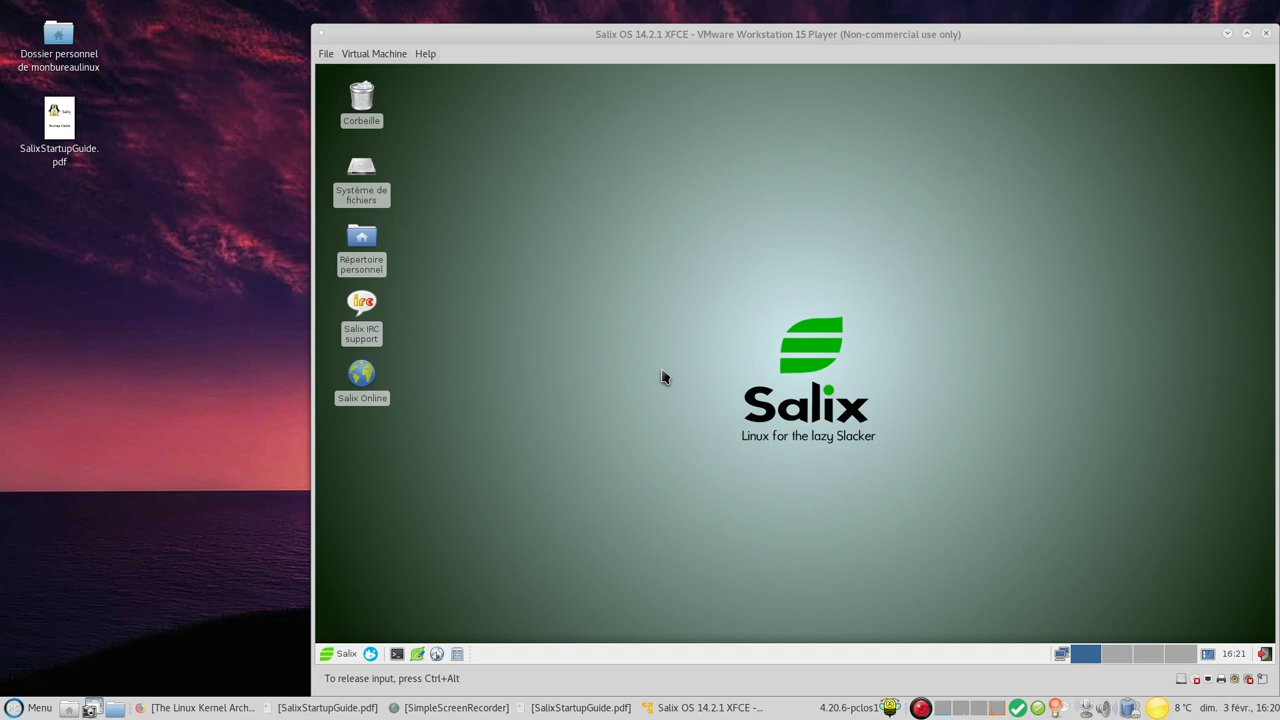 Dossier personnel
de monbureaulinux
SalixStartupGuide.
pdf
Salix OS 14.2.1 XFCE - VMware Workstation 15 Player (Non-commercial use only)
File Virtual Machine Help
Corbeille
Système de
fichiers
Répertoire
personnel
irc
Salix IRC
support
Salix Online
Salix
Linux for the lazy Slacker
Salix
16:21
To release input, press Ctrl+Alt
Menu
[The Linux Kernel Arch...
[SalixStartupGuide.pdf]
[SimpleScreenRecorder]
[SalixStartupGuide.pdf]
Salix OS 14.2.1 XFCE -...
4.20.6-pclos1
8 °C
dim. 3 févr., 16:20